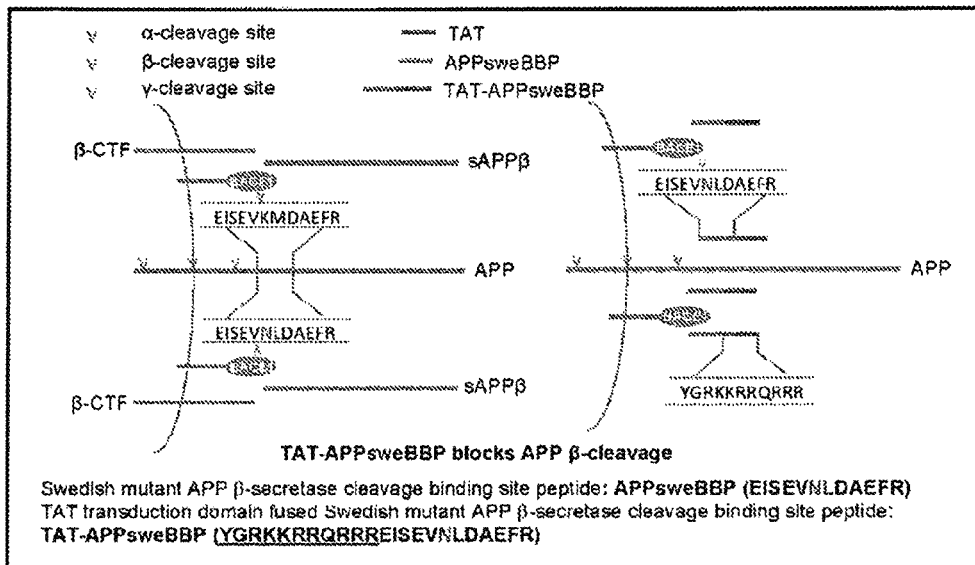 α-cleavage site
β-cleavage site
γ-cleavage site
TAT
APPsweBBP
TAT-APPsweBBP
β-CTF
sAPPβ
EISEVKMDAEFR
APP
EISEVNLDAEFR
β-CTF
sAPPβ
EISEVNLDAEFR
APP
YGRKKRRQRRR
TAT-APPsweBBP blocks APP β-cleavage
Swedish mutant APP β-secretase cleavage binding site peptide: APPsweBBP (EISEVNLDAEFR)
TAT transduction domain fused Swedish mutant APP β-secretase cleavage binding site peptide:
TAT-APPsweBBP (YGRKKRRQRRREISEVNLDAEFR)